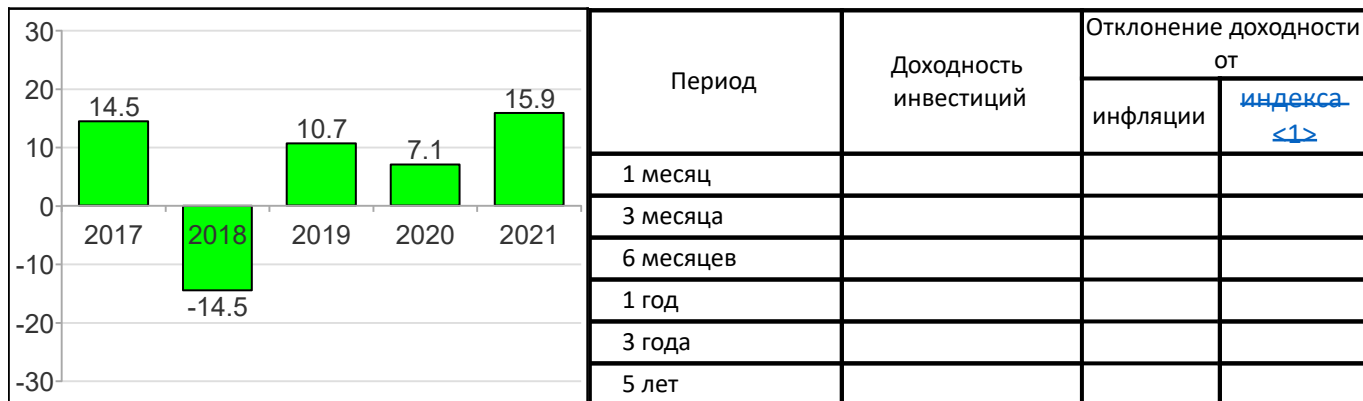 30
20
10
0
-10
-20
-30
14.5
-14.5
10.7
7.1
15.9
2017 2018 2019 2020 2021
Период
Доходность
инвестиций
Отклонение доходности
от
инфляции
индекса
<1>
1 месяц
3 месяца
6 месяцев
1 год
3 года
5 лет